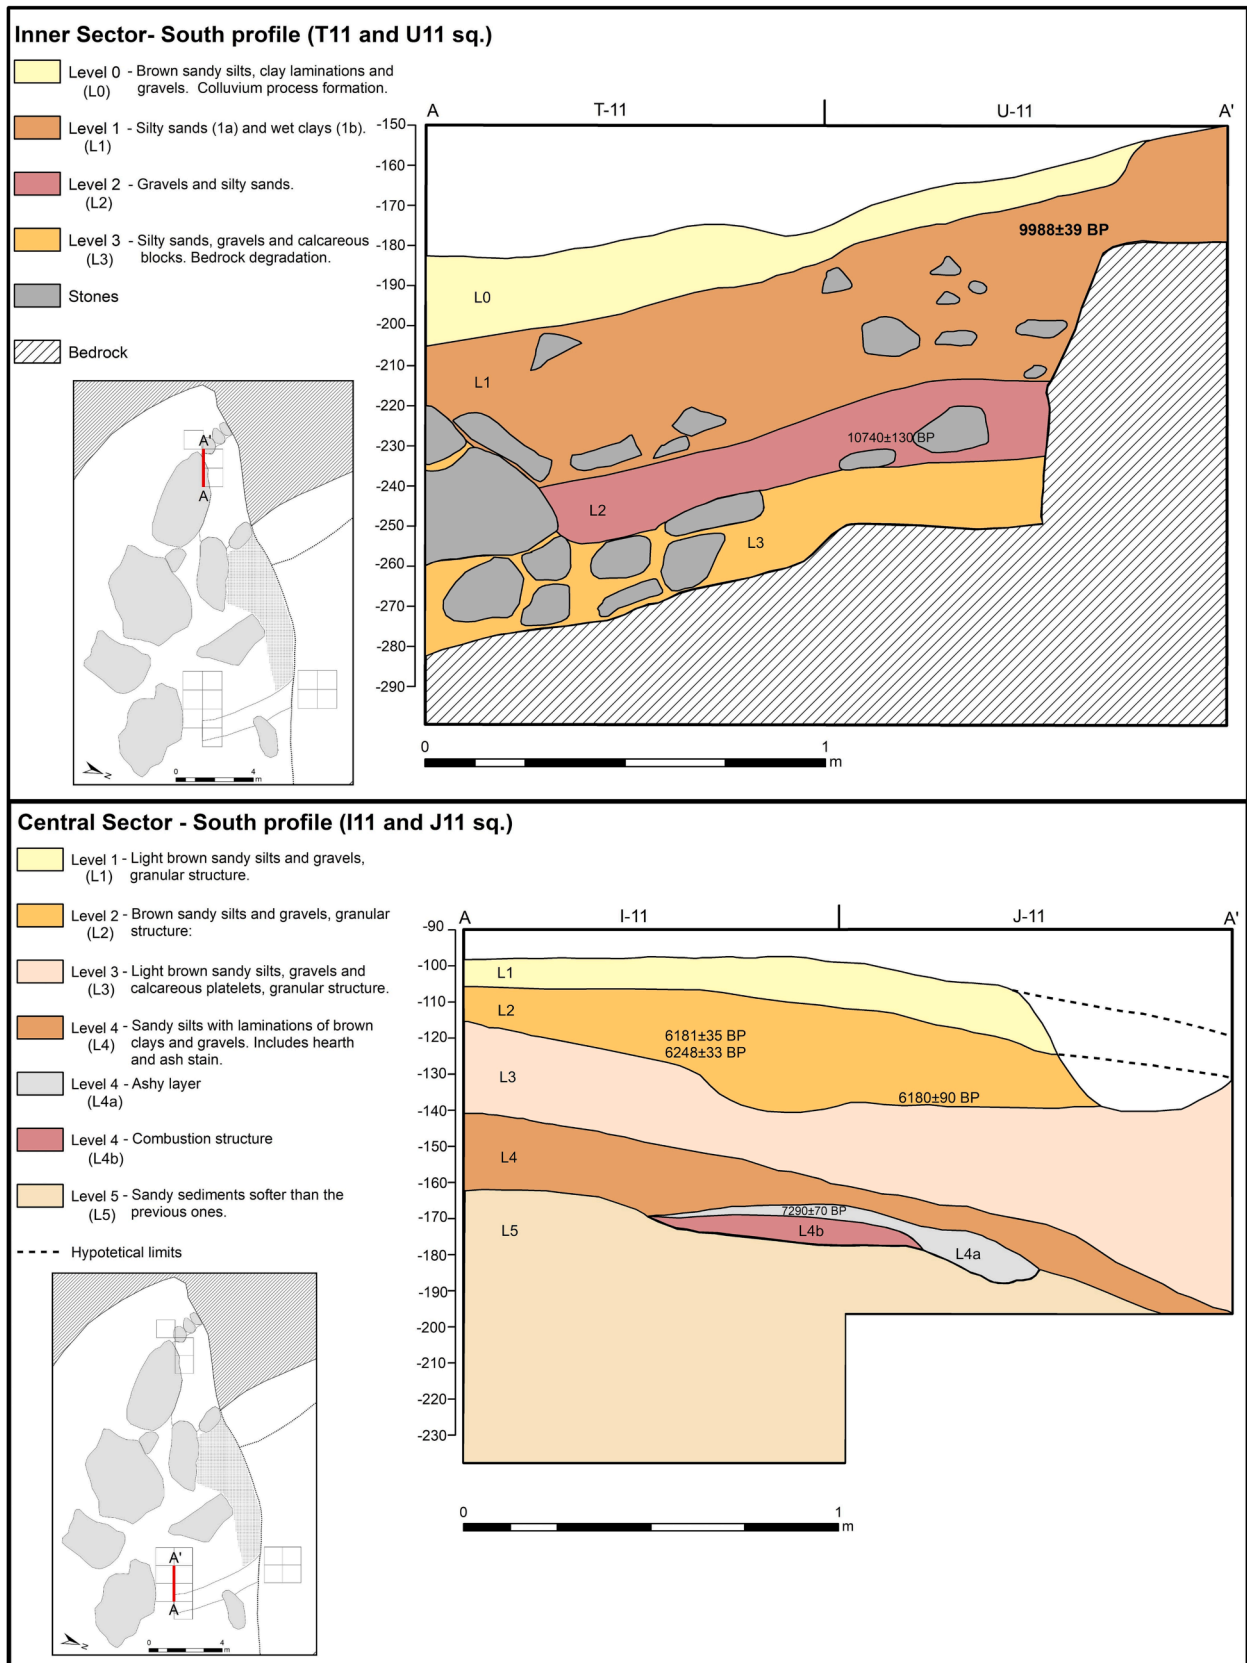 Inner Sector- South profile (T11 and U11 sq.)
Level 0 - Brown sandy silts, clay laminations and
(L0) gravels. Colluvium process formation.
Level 1 - Silty sands (1a) and wet clays (1b).
(L1)
Level 2 - Gravels and silty sands.
(L2)
Level 3 - Silty sands, gravels and calcareous
(L3) blocks. Bedrock degradation.
Stones
Bedrock
A'
A
N
0 4
m
A T-11 U-11 A'
-150
-160
-170
-180
-190
-200
-210
-220
-230
-240
-250
-260
-270
-280
-290
9988±39 BP
L0
L1
10740±130 BP
L2
L3
0 1
m
Central Sector - South profile (I11 and J11 sq.)
Level 1 - Light brown sandy silts and gravels,
(L1) granular structure.
Level 2 - Brown sandy silts and gravels, granular
(L2) structure:
Level 3 - Light brown sandy silts, gravels and
(L3) calcareous platelets, granular structure.
Level 4 - Sandy silts with laminations of brown
(L4) clays and gravels. Includes hearth
and ash stain.
Level 4 - Ashy layer
(L4a)
Level 4 - Combustion structure
(L4b)
Level 5 - Sandy sediments softer than the
(L5) previous ones.
Hypotetical limits
A'
A
N
0 4
m
A I-11 J-11 A'
-90
-100
-110
-120
-130
-140
-150
-160
-170
-180
-190
-200
-210
-220
-230
L1
L2
6181±35 BP
6248±33 BP
L3
6180±90 BP
L4
7290±70 BP
L5
L4b
L4a
0 1
m